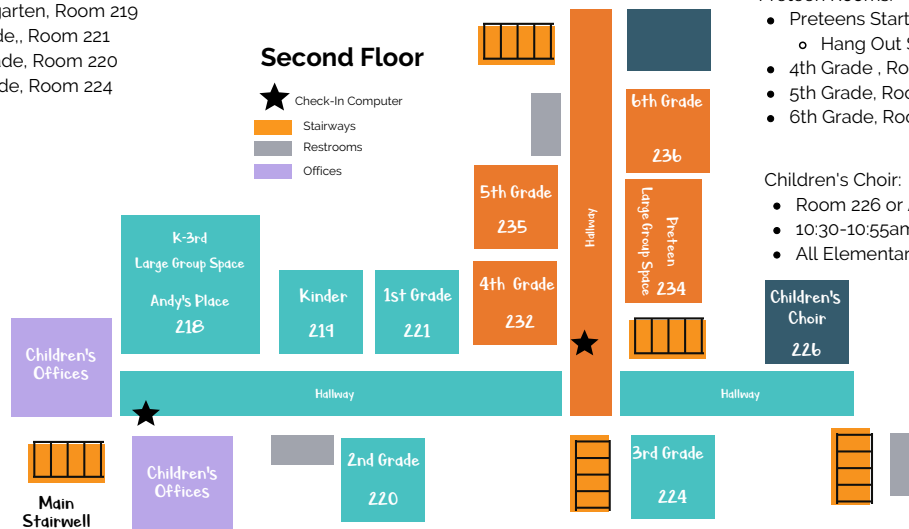 garten, Room 219
de,, Room 221
ade, Room 220
de, Room 224
Second Floor
Check-In Computer
Stairways
Restrooms
Offices
Preteen Rooms:
Preteens Start
Hang Out S
4th Grade , Ro
5th Grade, Roo
6th Grade, Roo
Children's Choir:
Room 226 or A
10:30-10:55am
All Elementar
6th Grade
236
5th Grade
235
Hallway
Preteen
Large Group Space
234
K-3rd
Large Group Space
Andy's Place
218
Kinder
219
1st Grade
221
4th Grade
232
Children's
Choir
226
Children's
Offices
Hallway
Hallway
Children's
Offices
2nd Grade
220
3rd Grade
224
Main
Stairwell